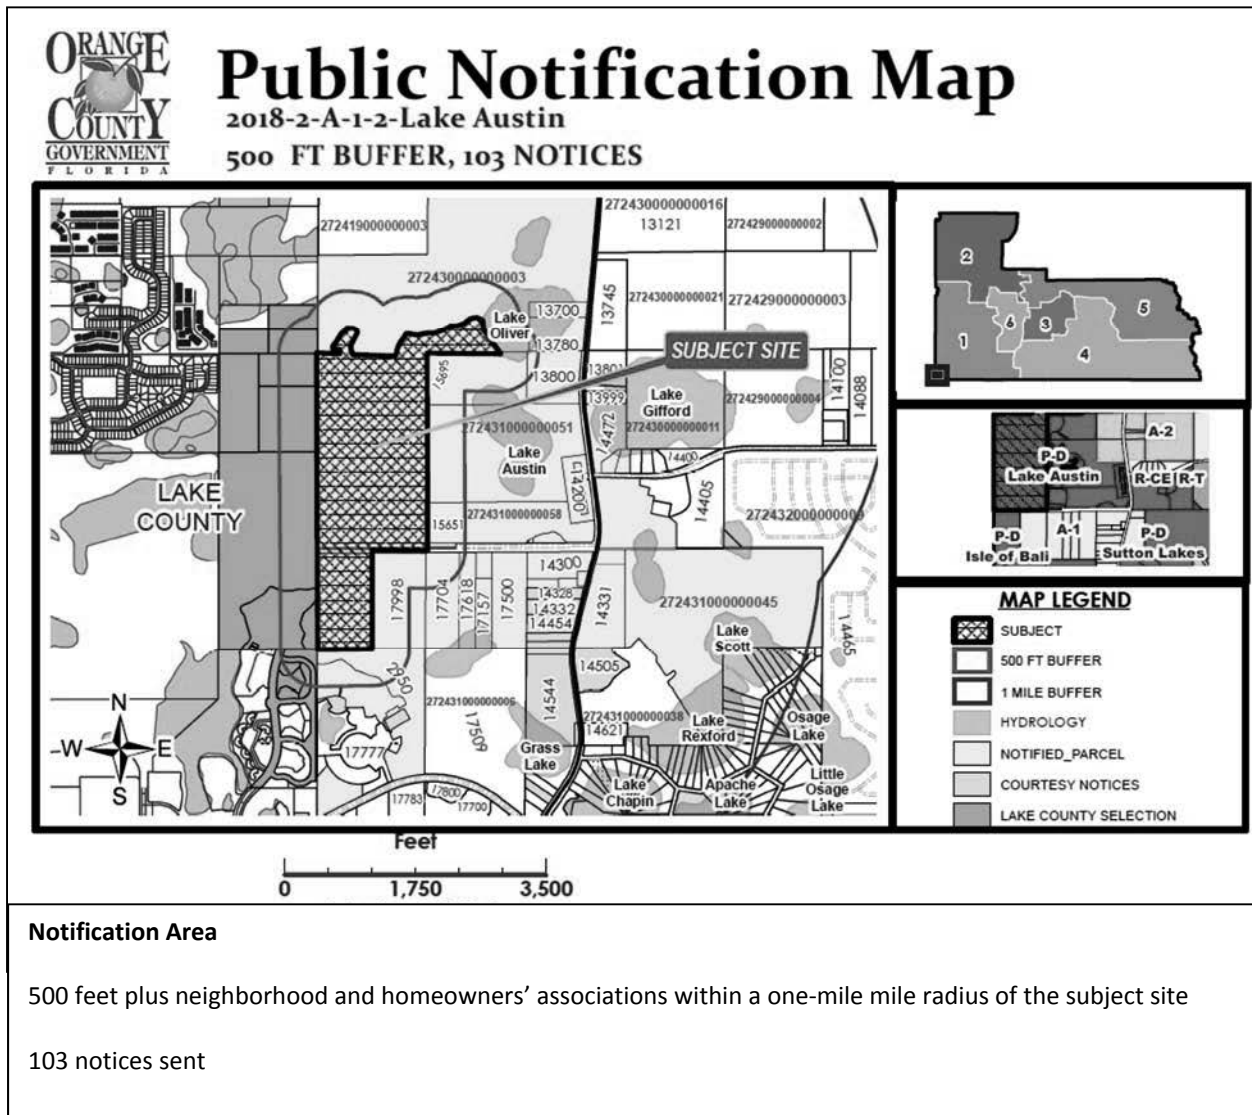 ORANGE
COUNTY
GOVERNMENT
FLORIDA
Public Notification Map
2018-2-A-1-2-Lake Austin
500 FT BUFFER, 103 NOTICES
272419000000003
272430000000016
13121
272429000000002
272430000000003
13745
272430000000021
272429000000003
Lake
Oliver
13700
13780
SUBJECT SITE
15695
13800
13801
13999
Lake
Gifford
272430000000011
272429000000004
14100
14088
14472
272431000000051
Lake
Austin
14400
LAKE
COUNTY
14200
14405
272432000000009
15651
272431000000058
17998
17704
17618
17157
17500
14300
14328
14332
14454
14331
272431000000045
Lake
Scott
14465
14505
2950
272431000000006
17509
14544
272431000000038
14621
Lake
Rexford
Osage
Lake
17777
Grass
Lake
Lake
Chapin
Apache
Lake
Little
Osage
Lake
17783
17800
17700
N
W
E
S
2
1
6
3
5
4
P-D
Lake Austin
A-2
R-CE
R-T
P-D
Isle of Bali
A-1
P-D
Sutton Lakes
MAP LEGEND
SUBJECT
500 FT BUFFER
1 MILE BUFFER
HYDROLOGY
NOTIFIED_PARCEL
COURTESY NOTICES
LAKE COUNTY SELECTION
Feet
0 1,750 3,500
Notification Area
500 feet plus neighborhood and homeowners’ associations within a one-mile mile radius of the subject site
103 notices sent